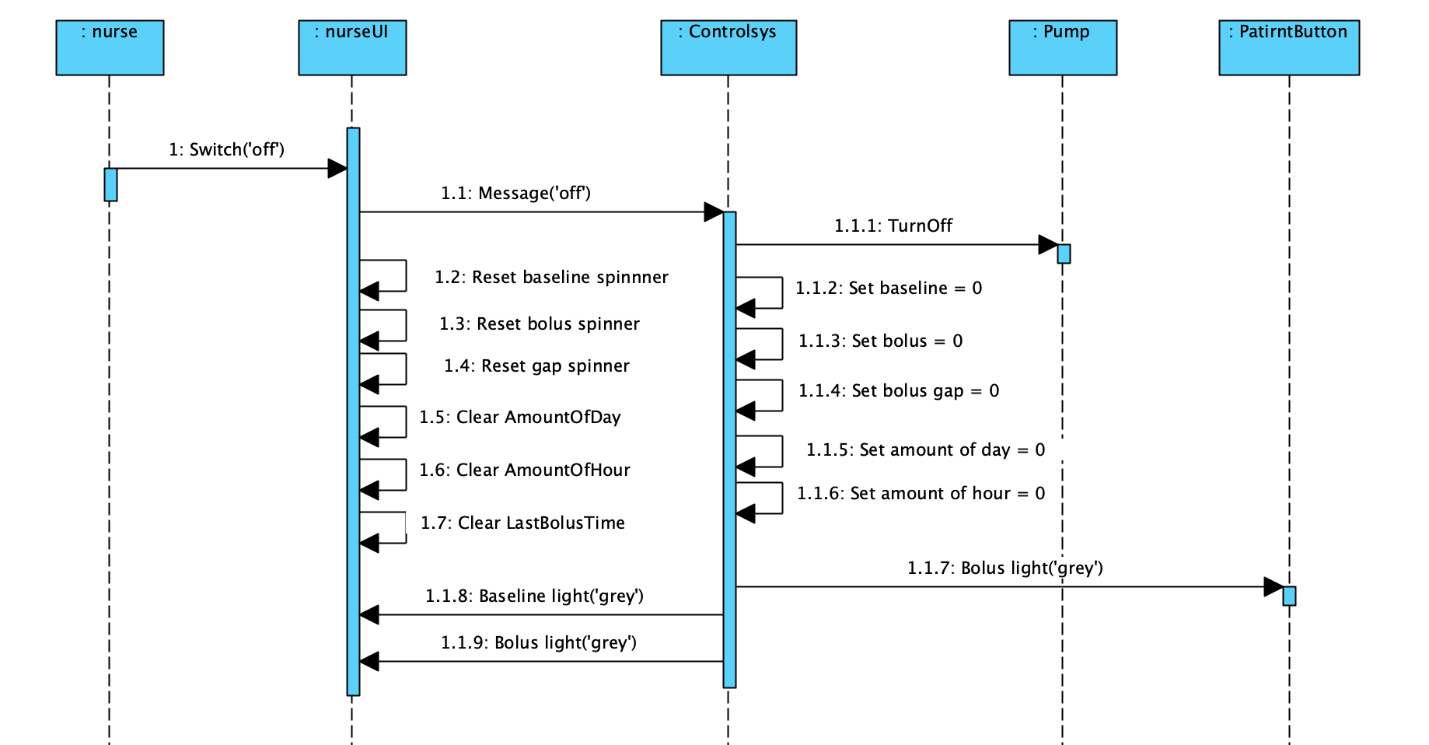 : nurse
: nurseUI
: Controlsys
: Pump
: PatirntButton
1: Switch('off')
1.1: Message('off')
1.1.1: TurnOff
1.2: Reset baseline spinnner
1.1.2: Set baseline = 0
1.3: Reset bolus spinner
1.1.3: Set bolus = 0
1.4: Reset gap spinner
1.1.4: Set bolus gap = 0
1.5: Clear AmountOfDay
1.1.5: Set amount of day = 0
1.6: Clear AmountOfHour
1.1.6: Set amount of hour = 0
1.7: Clear LastBolusTime
1.1.7: Bolus light('grey')
1.1.8: Baseline light('grey')
1.1.9: Bolus light('grey')